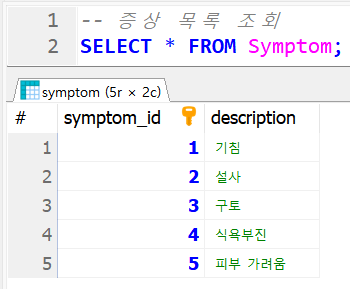 1 -- 증상 목록 조회
2 SELECT * FROM Symptom;
symptom (5r × 2c)
# symptom_id description
1 1 기침
2 2 설사
3 3 구토
4 4 식욕부진
5 5 피부 가려움